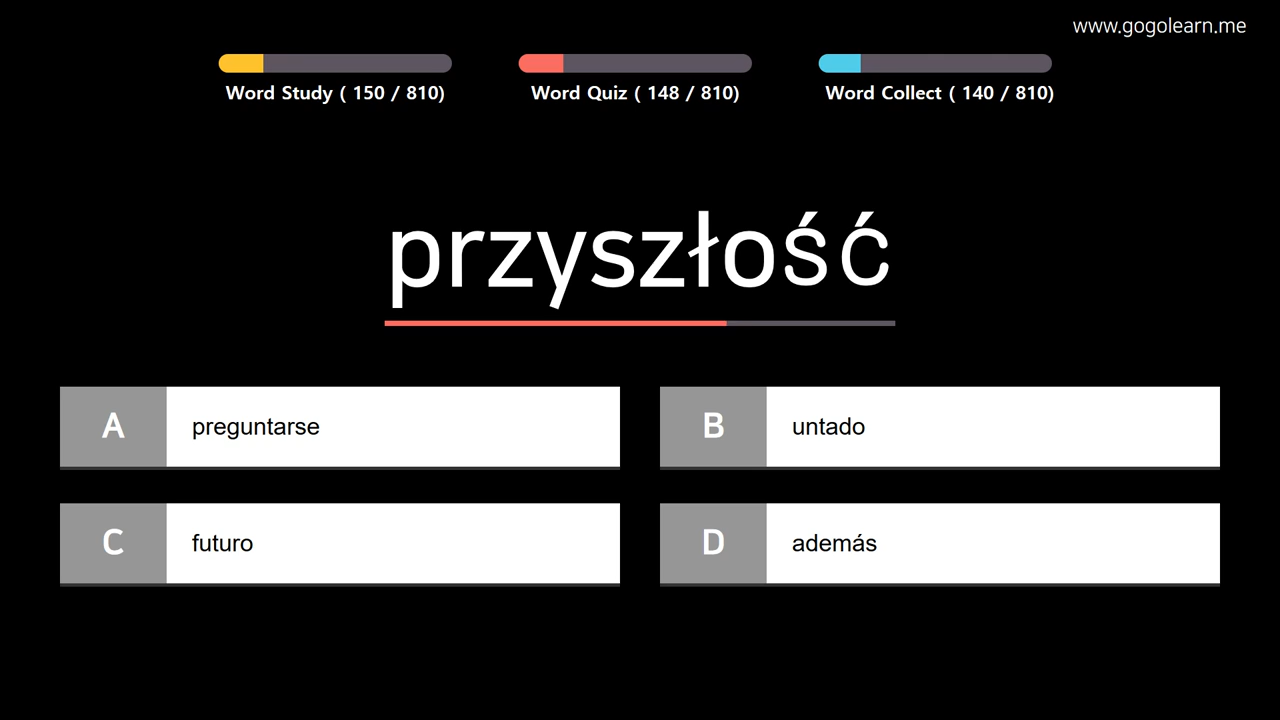 www.gogolearn.me
Word Study ( 150 / 810)
Word Quiz ( 148 / 810)
Word Collect ( 140 / 810)
przyszłość
A preguntarse
B untado
C futuro
D además